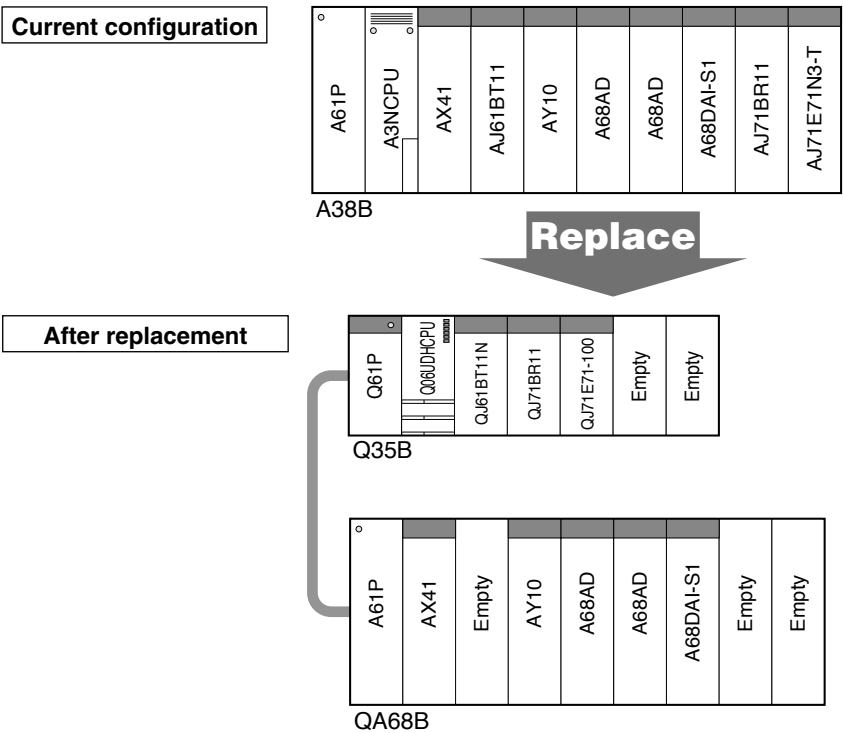 Current configuration
A61P
A3NCPU
AX41
AJ61BT11
AY10
A68AD
A68AD
A68DAI-S1
AJ71BR11
AJ71E71N3-T
A38B
Replace
After replacement
Q61P
Q06UDHCPU
QJ61BT11N
QJ71BR11
QJ71E71-100
Empty
Empty
Q35B
A61P
AX41
Empty
AY10
A68AD
A68AD
A68DAI-S1
Empty
Empty
QA68B